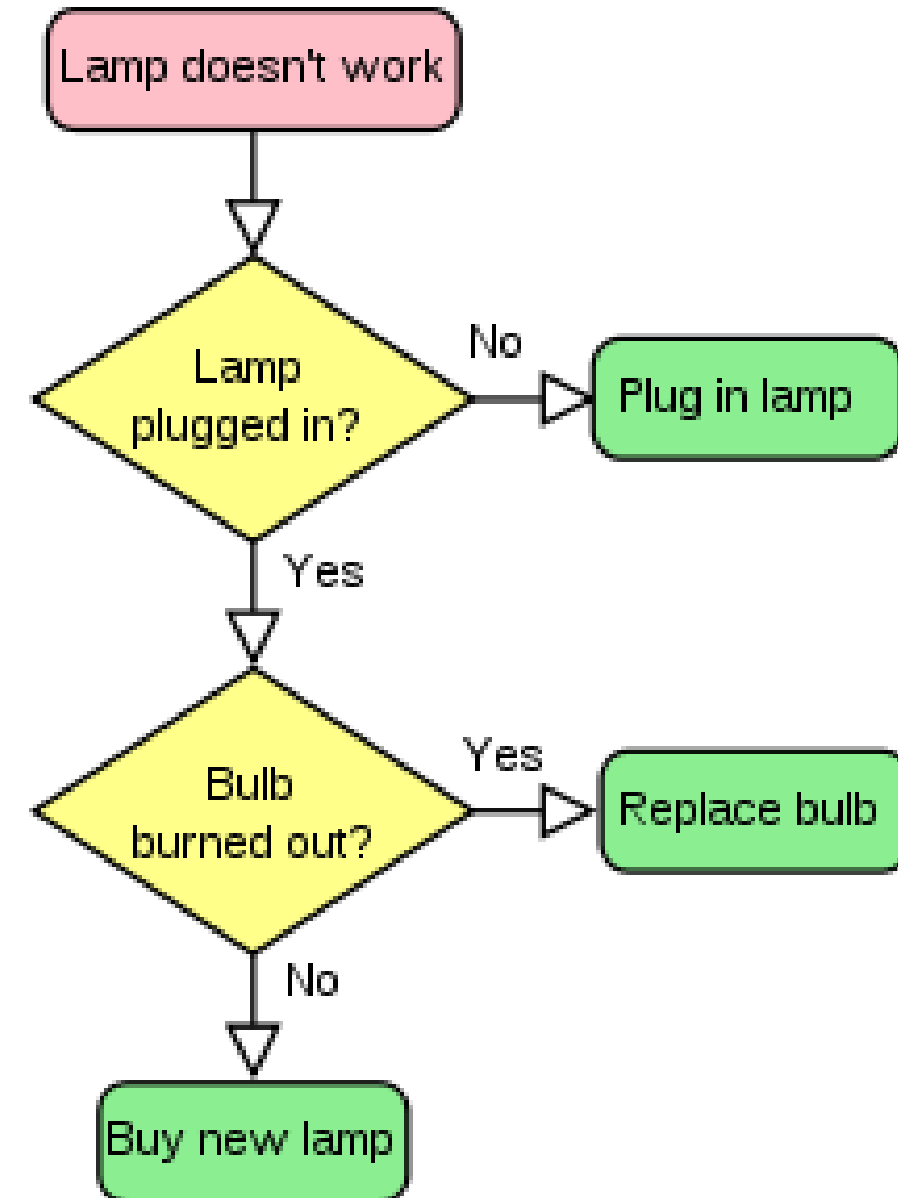 Lamp doesn't work
Lamp
plugged in?
No
Plug in lamp
Yes
Bulb
burned out?
Yes
Replace bulb
No
Buy new lamp